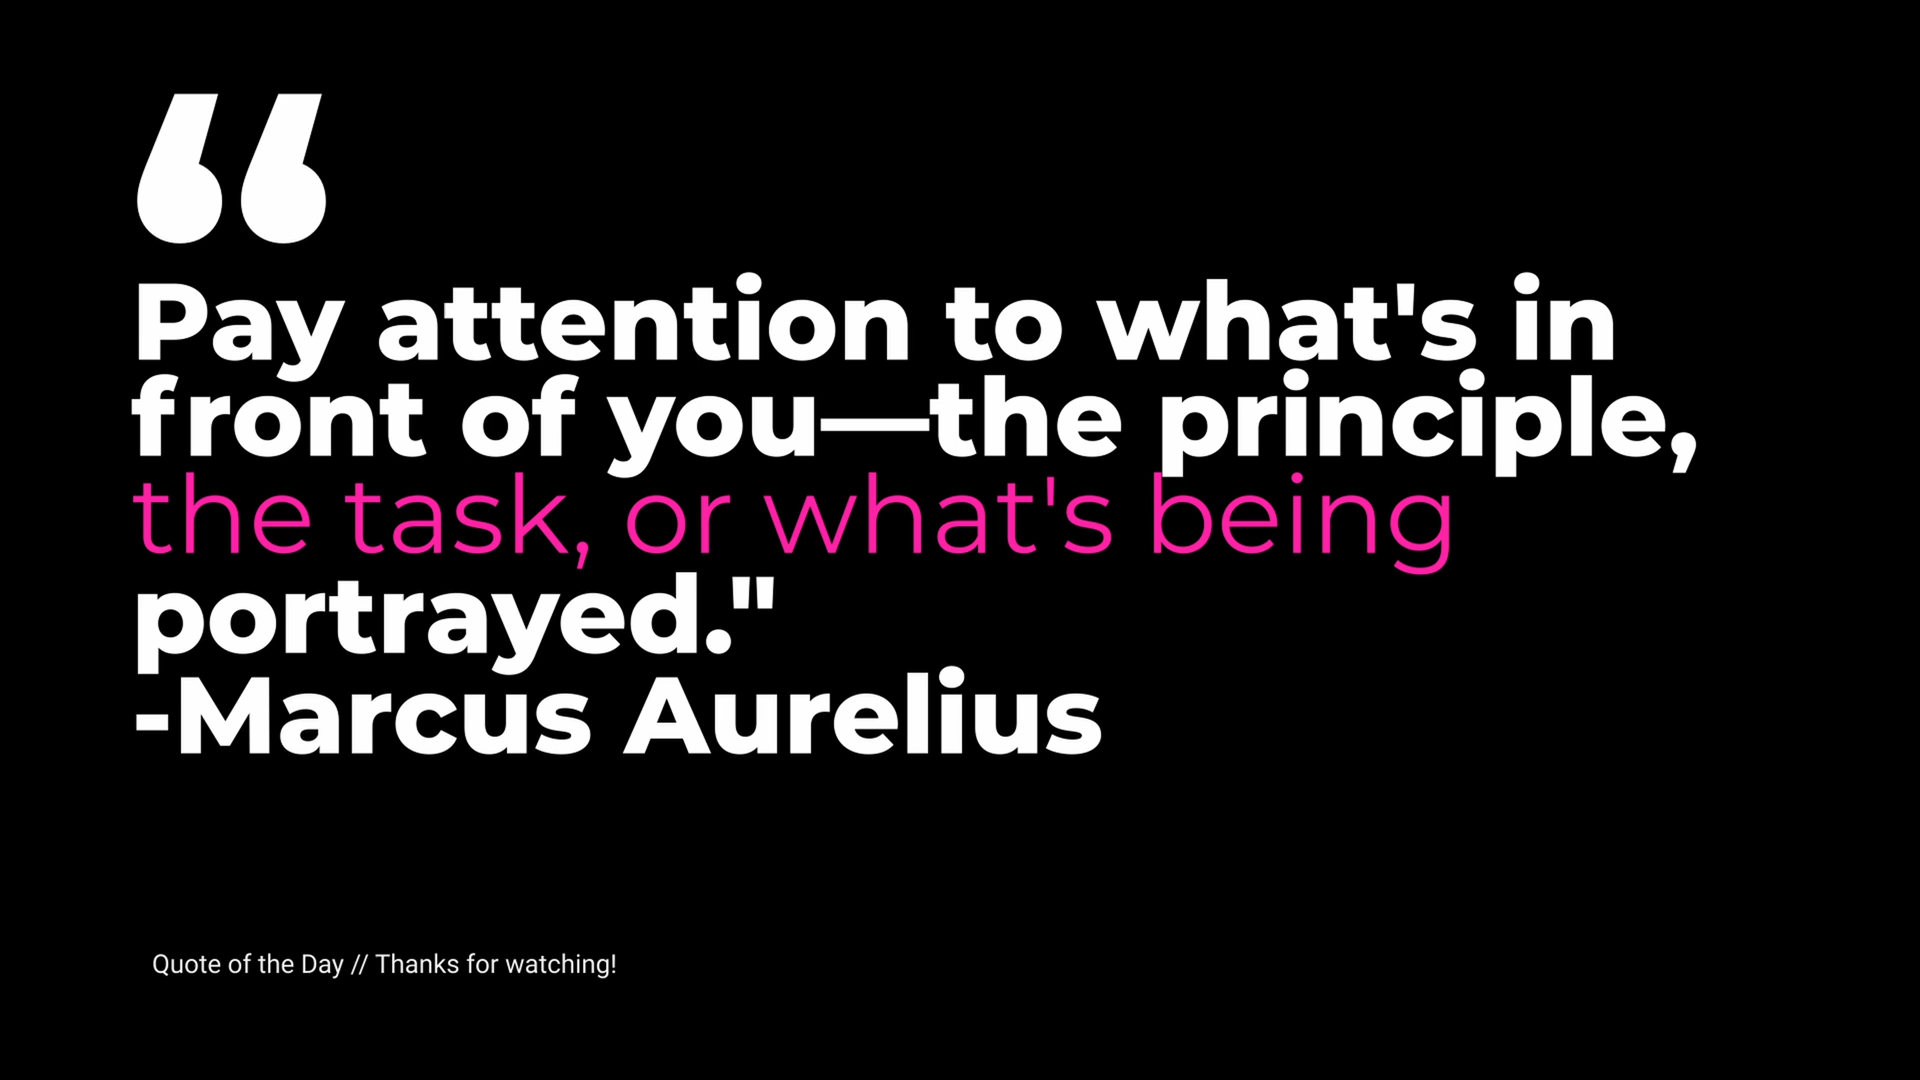 “
Pay attention to what's in
front of you—the principle,
the task, or what's being
portrayed."
-Marcus Aurelius
Quote of the Day // Thanks for watching!